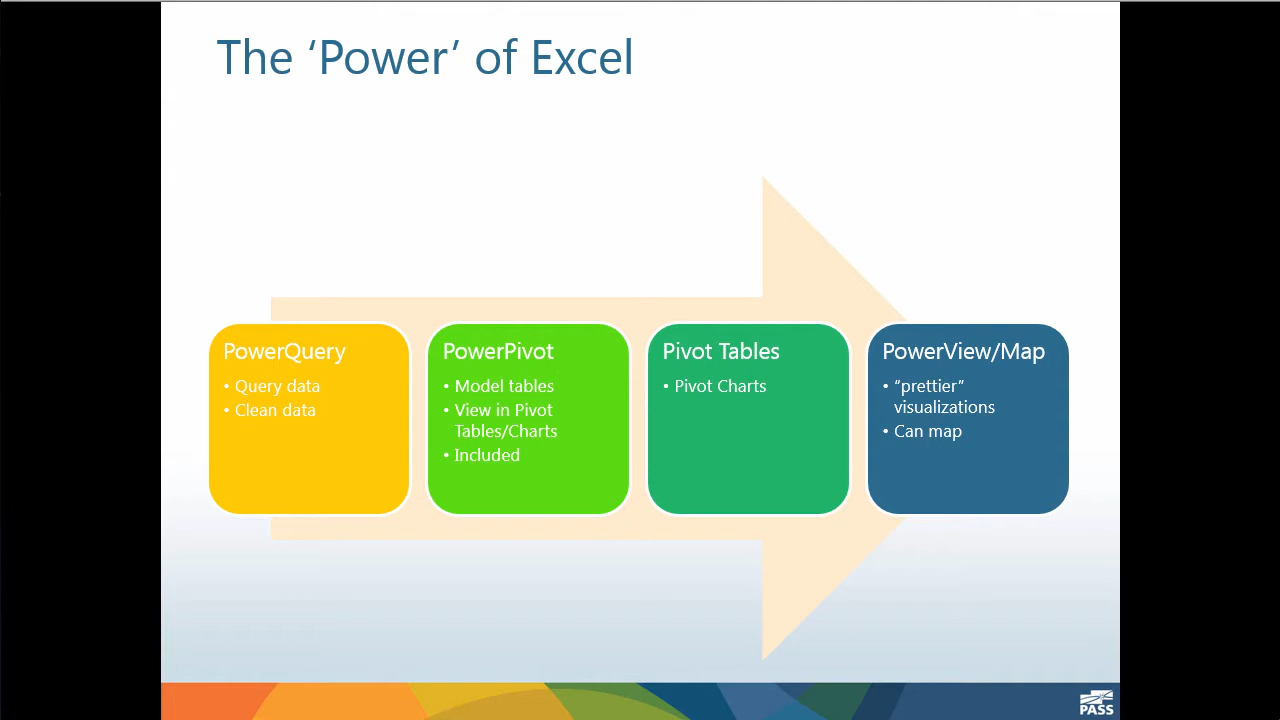 The ‘Power’ of Excel
PowerQuery
• Query data
• Clean data
PowerPivot
• Model tables
• View in Pivot
Tables/Charts
• Included
Pivot Tables
• Pivot Charts
PowerView/Map
• “prettier”
visualizations
• Can map
PASS